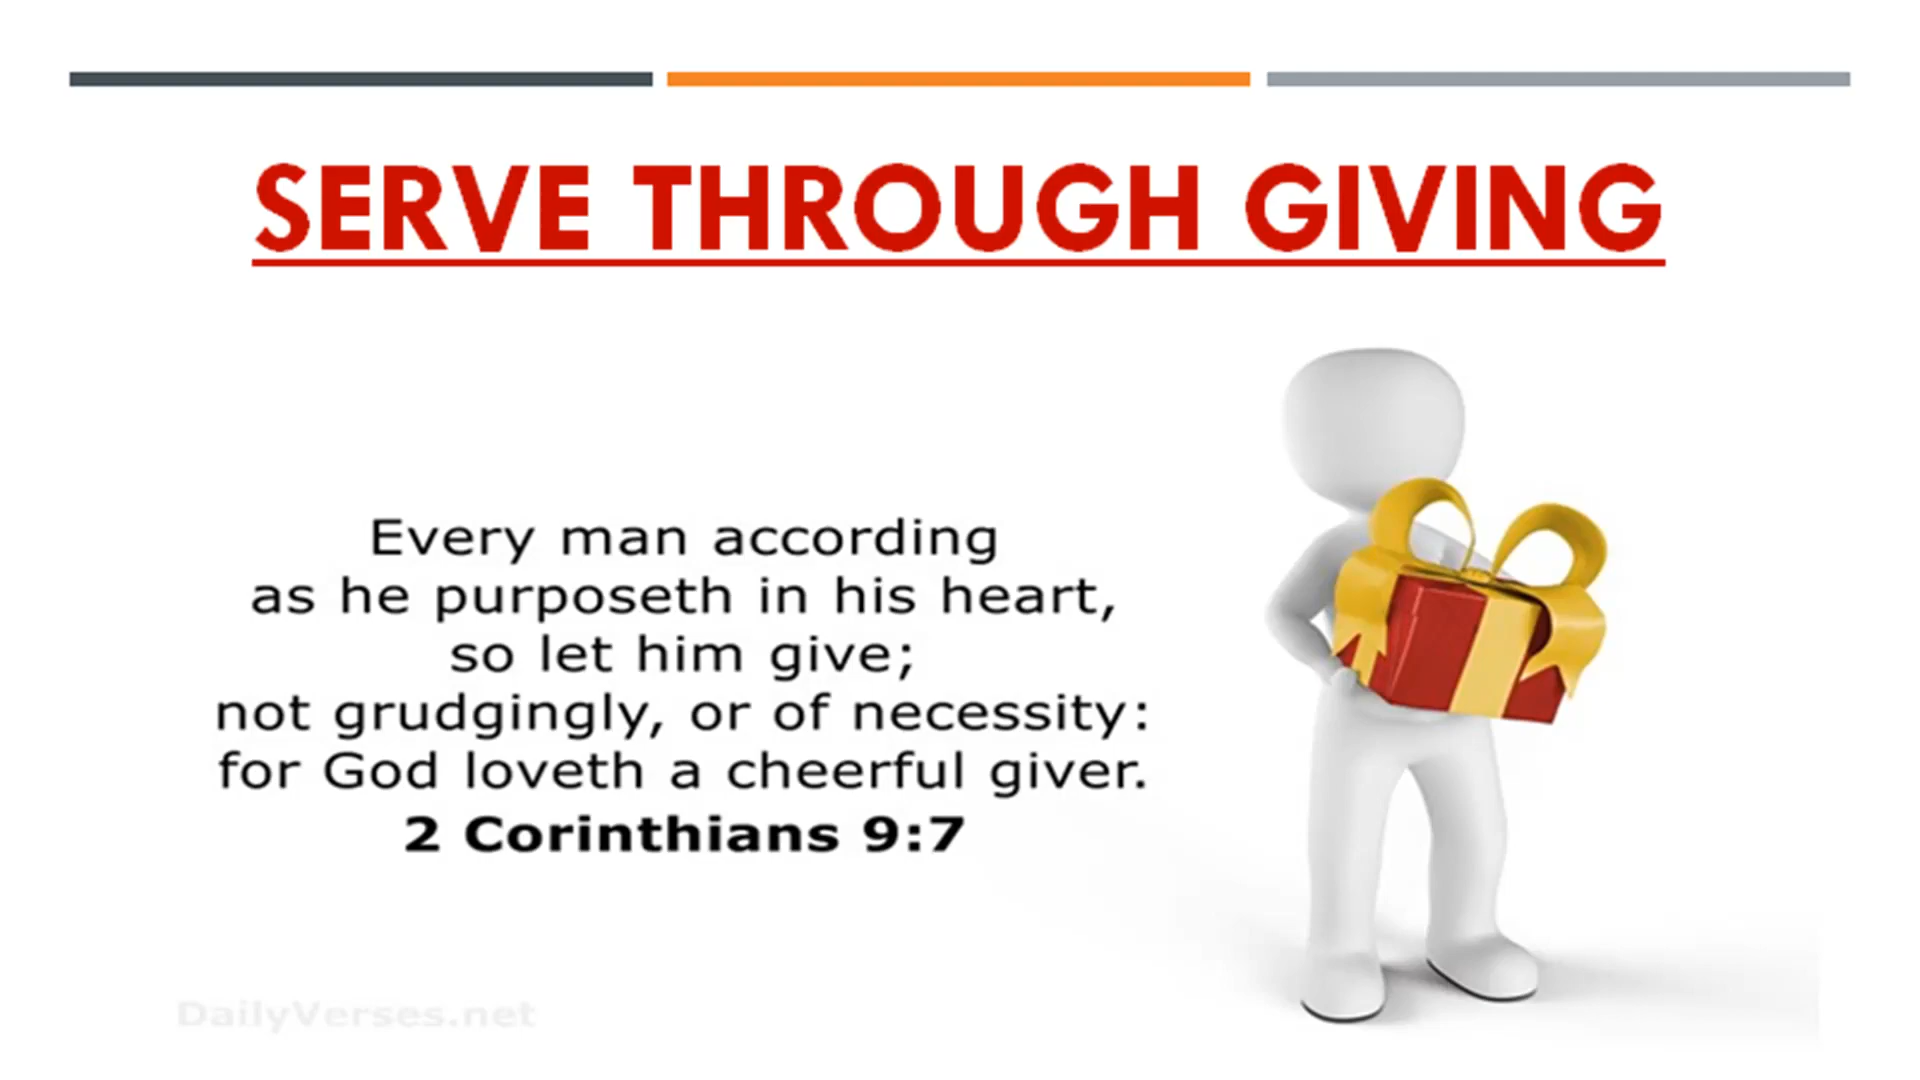 SERVE THROUGH GIVING
Every man according
as he purposeth in his heart,
so let him give;
not grudgingly, or of necessity:
for God loveth a cheerful giver.
2 Corinthians 9:7
DailyVerses.net